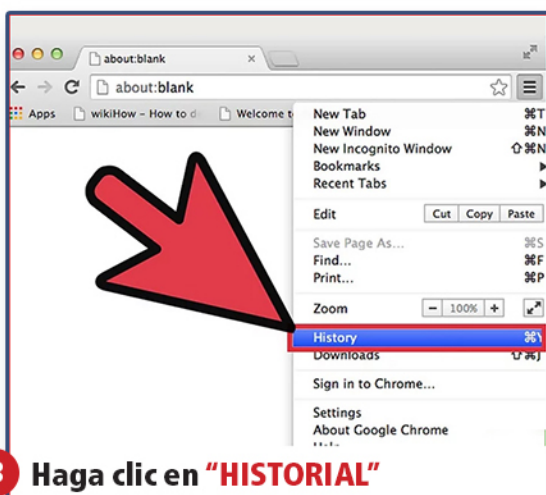 about:blank
about:blank
Apps wikiHow – How to d Welcome t
New Tab ⌘T
New Window ⌘N
New Incognito Window ⇧⌘N
Bookmarks
Recent Tabs
Edit Cut Copy Paste
Save Page As... ⌘S
Find... ⌘F
Print... ⌘P
Zoom − 100% +
History ⌘Y
Downloads ⇧⌘J
Sign in to Chrome...
Settings
About Google Chrome
3 Haga clic en "HISTORIAL"